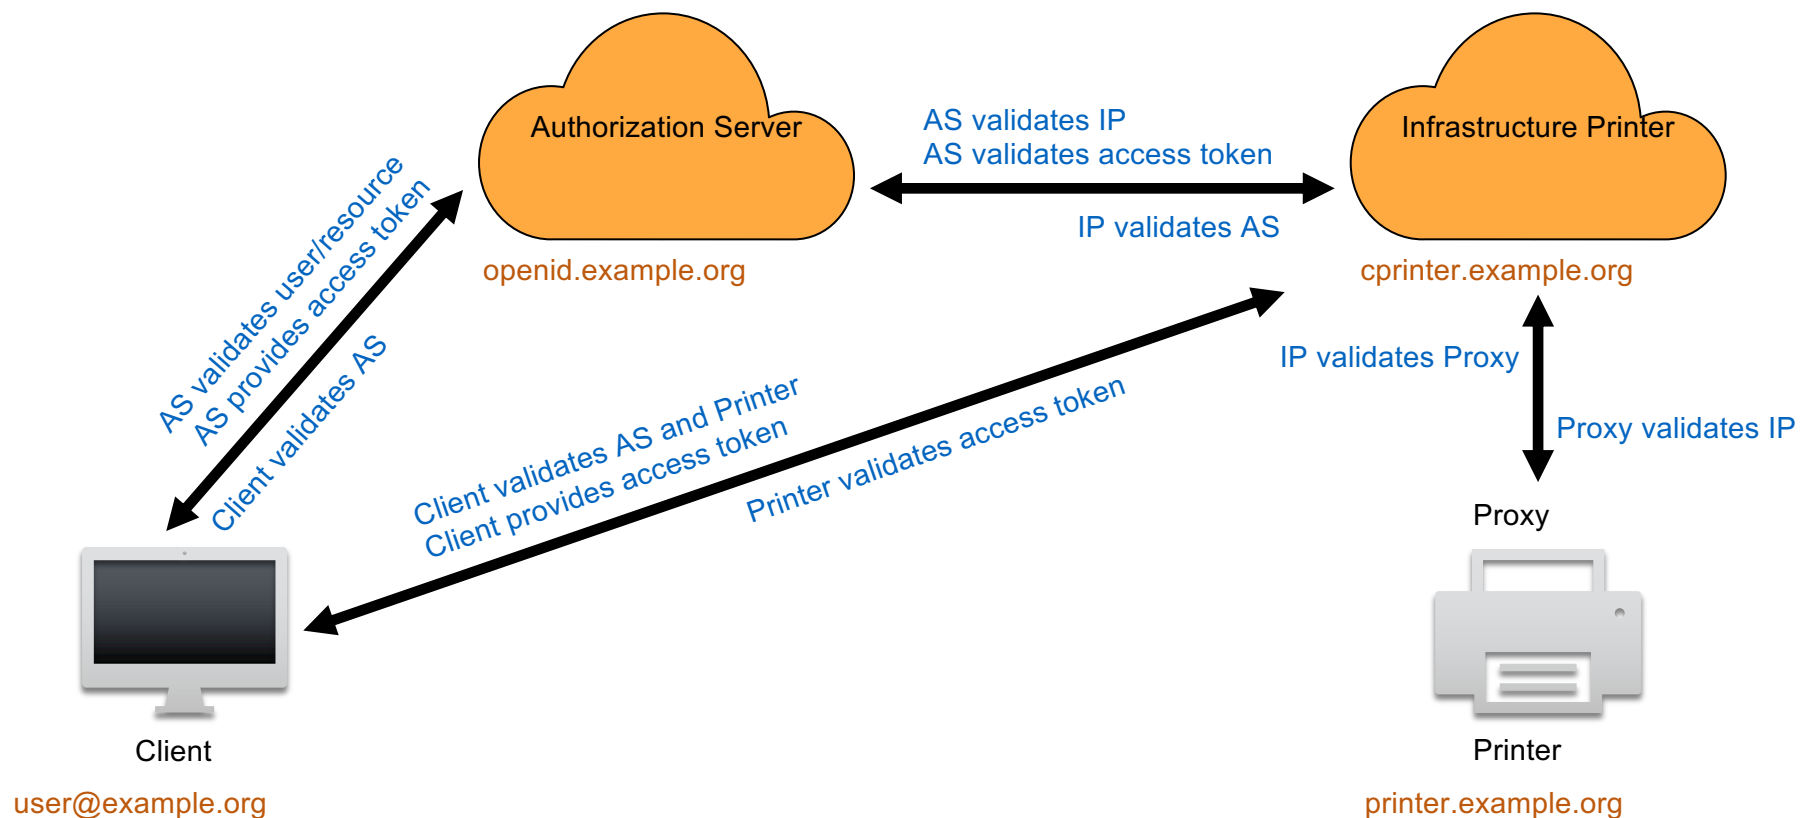 Authorization Server
openid.example.org
AS validates IP
AS validates access token
IP validates AS
Infrastructure Printer
cprinter.example.org
AS validates user/resource
AS provides access token
Client validates AS
Client validates AS and Printer
Client provides access token
Printer validates access token
IP validates Proxy
Proxy validates IP
Proxy
Client
user@example.org
Printer
printer.example.org